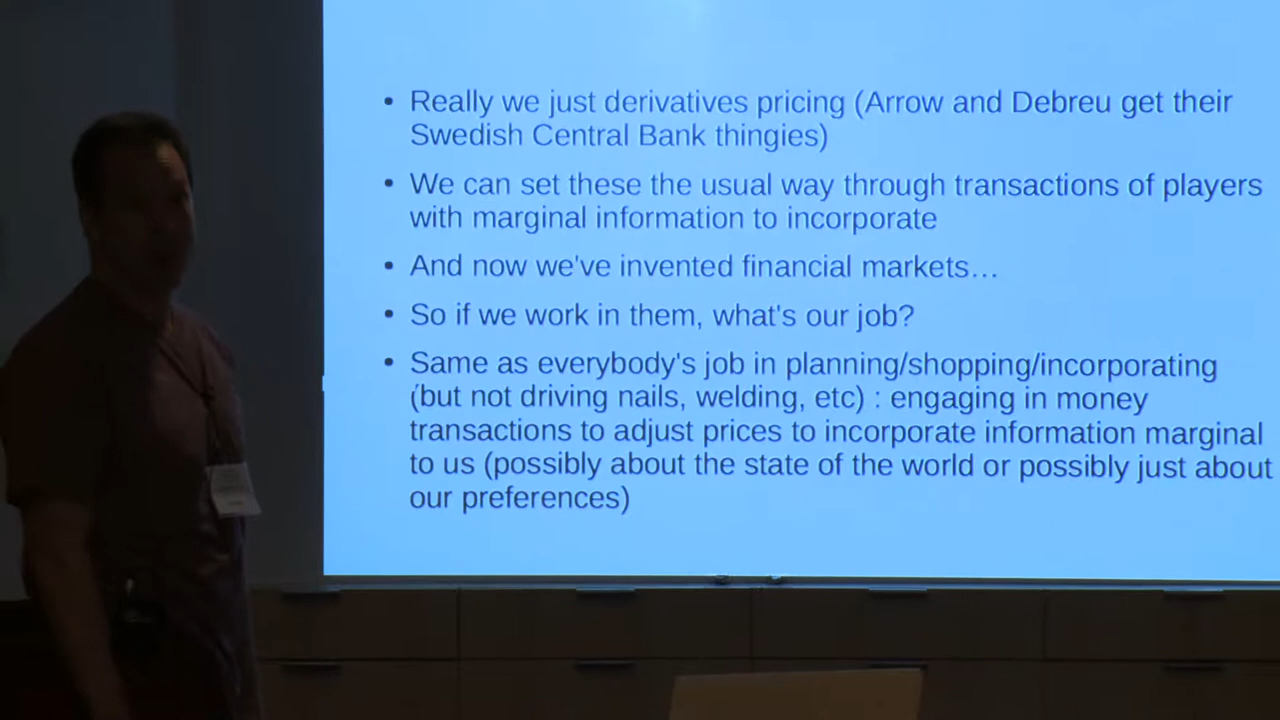 Really we just derivatives pricing (Arrow and Debreu get their
Swedish Central Bank thingies)
We can set these the usual way through transactions of players
with marginal information to incorporate
And now we've invented financial markets…
So if we work in them, what's our job?
Same as everybody's job in planning/shopping/incorporating
(but not driving nails, welding, etc) : engaging in money
transactions to adjust prices to incorporate information marginal
to us (possibly about the state of the world or possibly just about
our preferences)